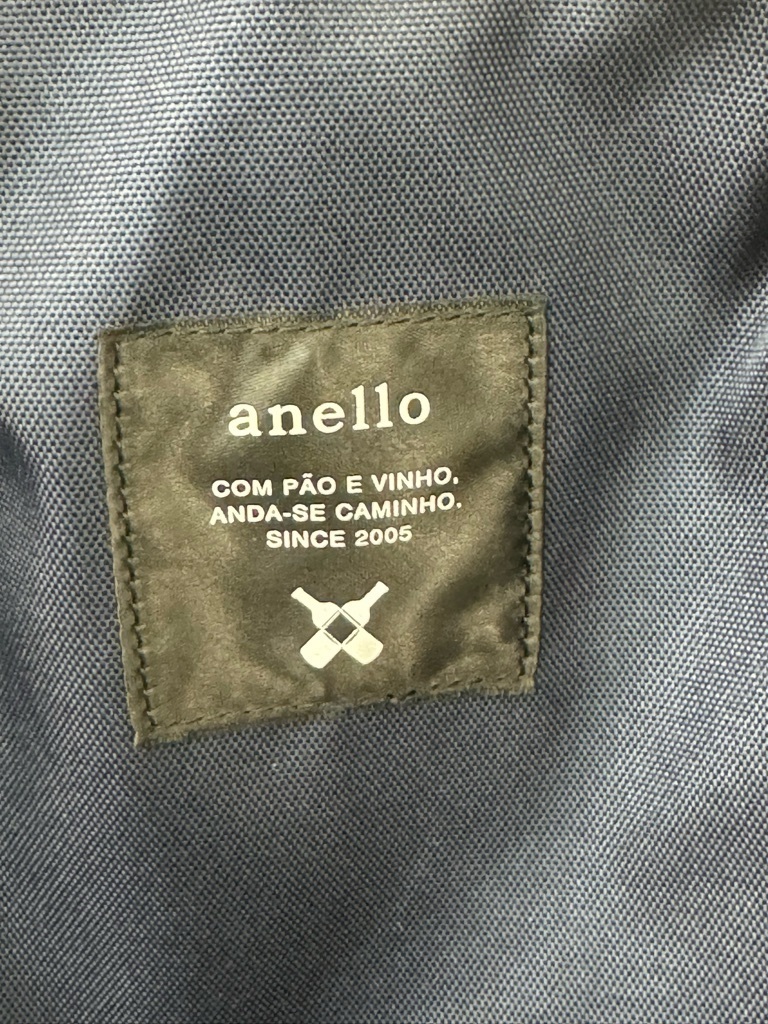 anello
COM PÃO E VINHO,
ANDA-SE CAMINHO.
SINCE 2005